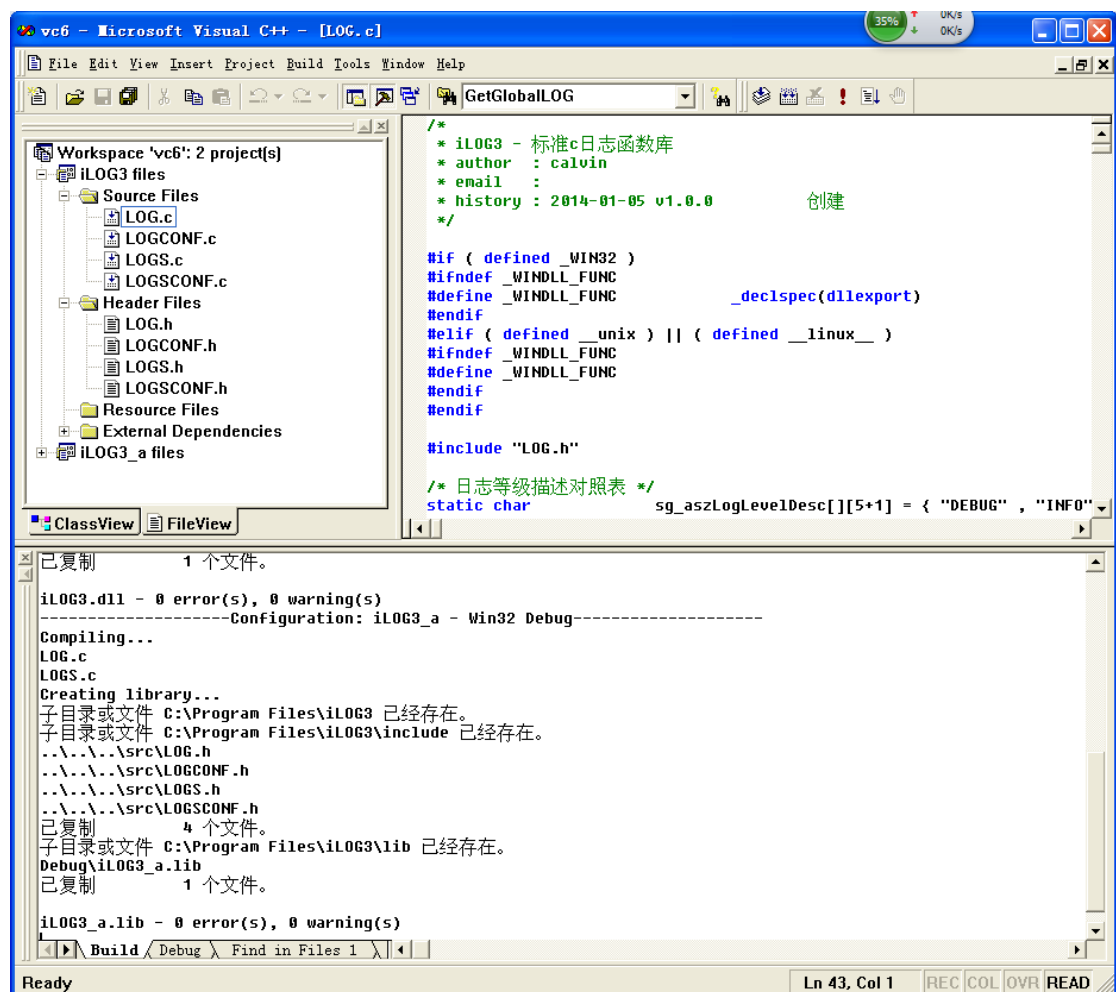 vc6 - Microsoft Visual C++ - [LOG.c]
35%
0K/s
0K/s
File Edit View Insert Project Build Tools Window Help
GetGlobalLOG
Workspace 'vc6': 2 project(s)
iLOG3 files
Source Files
LOG.c
LOGCONF.c
LOGS.c
LOGSCONF.c
Header Files
LOG.h
LOGCONF.h
LOGS.h
LOGSCONF.h
Resource Files
External Dependencies
iLOG3_a files
ClassView FileView
/*
* iLOG3 - 标准c日志函数库
* author : calvin
* email :
* history : 2014-01-05 v1.0.0 创建
*/
#if ( defined _WIN32 )
#ifndef _WINDLL_FUNC
#define _WINDLL_FUNC _declspec(dllexport)
#endif
#elif ( defined __unix ) || ( defined __linux__ )
#ifndef _WINDLL_FUNC
#define _WINDLL_FUNC
#endif
#endif
#include "LOG.h"
/* 日志等级描述对照表 */
static char sg_aszLogLevelDesc[][5+1] = { "DEBUG" , "INFO"
已复制 1 个文件。
iLOG3.dll - 0 error(s), 0 warning(s)
--------------------Configuration: iLOG3_a - Win32 Debug--------------------
Compiling...
LOG.c
LOGS.c
Creating library...
子目录或文件 C:\Program Files\iLOG3 已经存在。
子目录或文件 C:\Program Files\iLOG3\include 已经存在。
..\..\..\src\LOG.h
..\..\..\src\LOGCONF.h
..\..\..\src\LOGS.h
..\..\..\src\LOGSCONF.h
已复制 4 个文件。
子目录或文件 C:\Program Files\iLOG3\lib 已经存在。
Debug\iLOG3_a.lib
已复制 1 个文件。
iLOG3_a.lib - 0 error(s), 0 warning(s)
Build Debug Find in Files 1
Ready Ln 43, Col 1 REC COL OVR READ